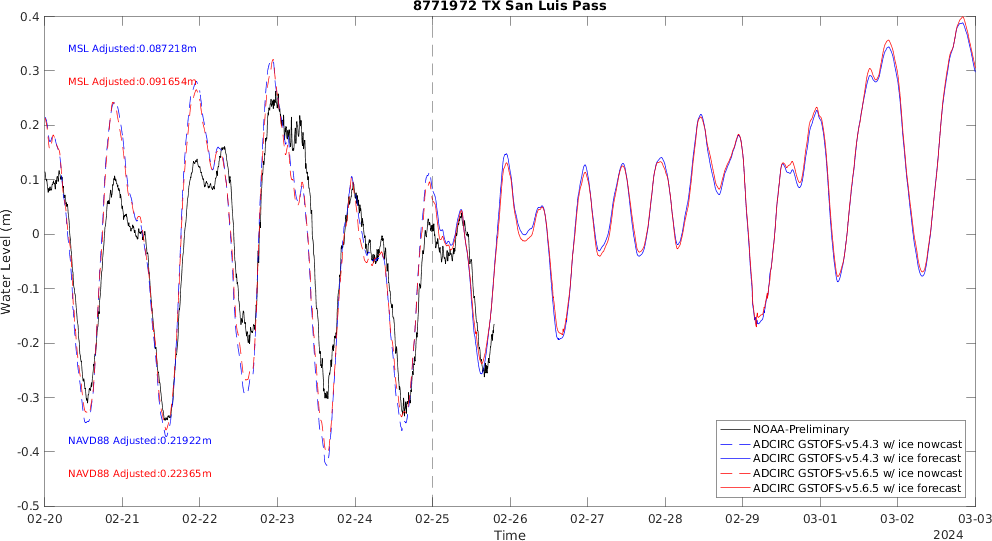 8771972 TX San Luis Pass
MSL Adjusted:0.087218m
MSL Adjusted:0.091654m
NAVD88 Adjusted:0.21922m
NAVD88 Adjusted:0.22365m
Water Level (m)
0.4
0.3
0.2
0.1
0
-0.1
-0.2
-0.3
-0.4
-0.5
NOAA-Preliminary
ADCIRC GSTOFS-v5.4.3 w/ ice nowcast
ADCIRC GSTOFS-v5.4.3 w/ ice forecast
ADCIRC GSTOFS-v5.6.5 w/ ice nowcast
ADCIRC GSTOFS-v5.6.5 w/ ice forecast
02-20 02-21 02-22 02-23 02-24 02-25 02-26 02-27 02-28 02-29 03-01 03-02 03-03
Time
2024